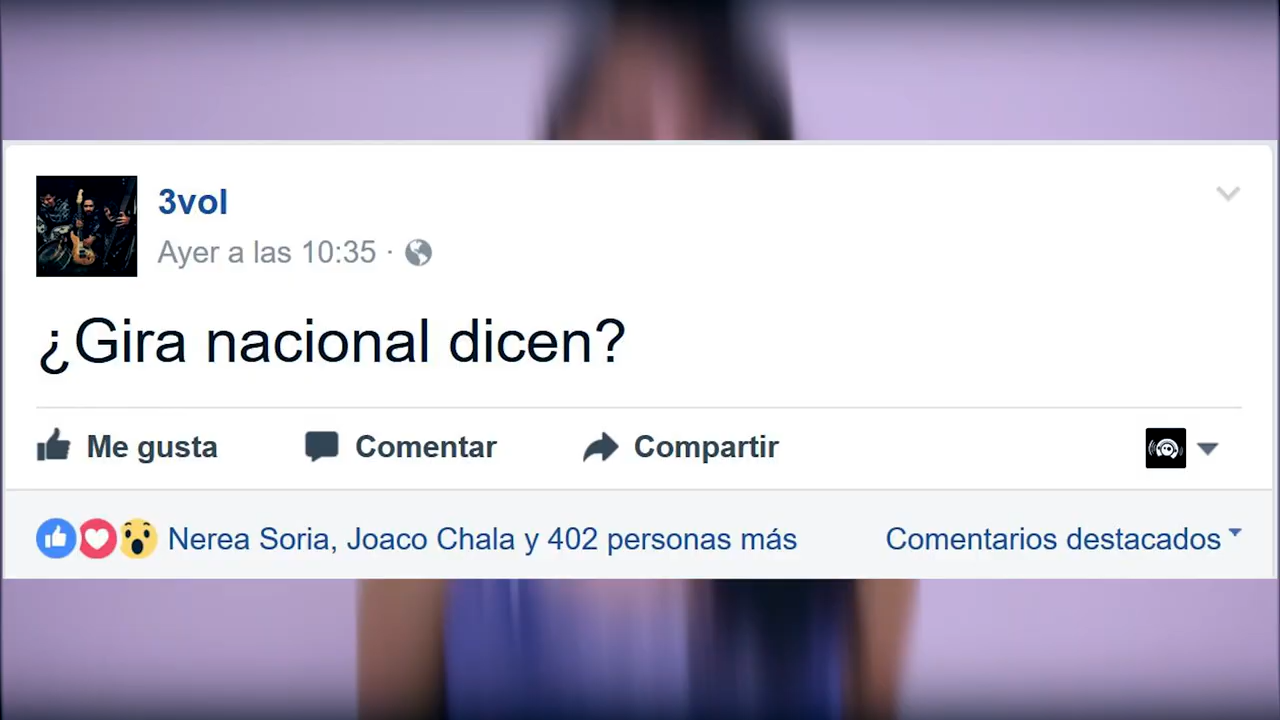 3vol
Ayer a las 10:35 ·
¿Gira nacional dicen?
Me gusta Comentar Compartir
Nerea Soria, Joaco Chala y 402 personas más Comentarios destacados